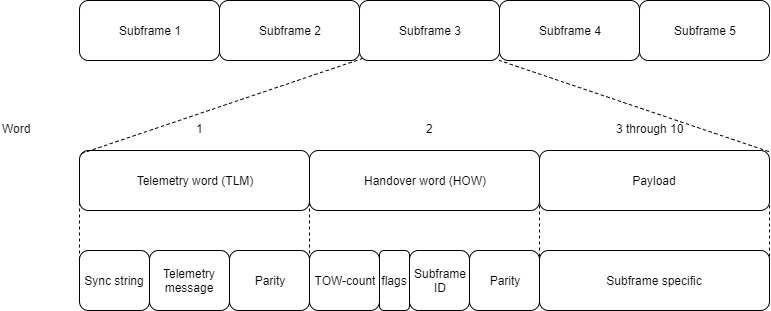 Subframe 1 Subframe 2 Subframe 3 Subframe 4 Subframe 5
Word 1 2 3 through 10
Telemetry word (TLM) Handover word (HOW) Payload
Sync string
Telemetry
message
Parity
TOW-count
flags
Subframe
ID
Parity
Subframe specific